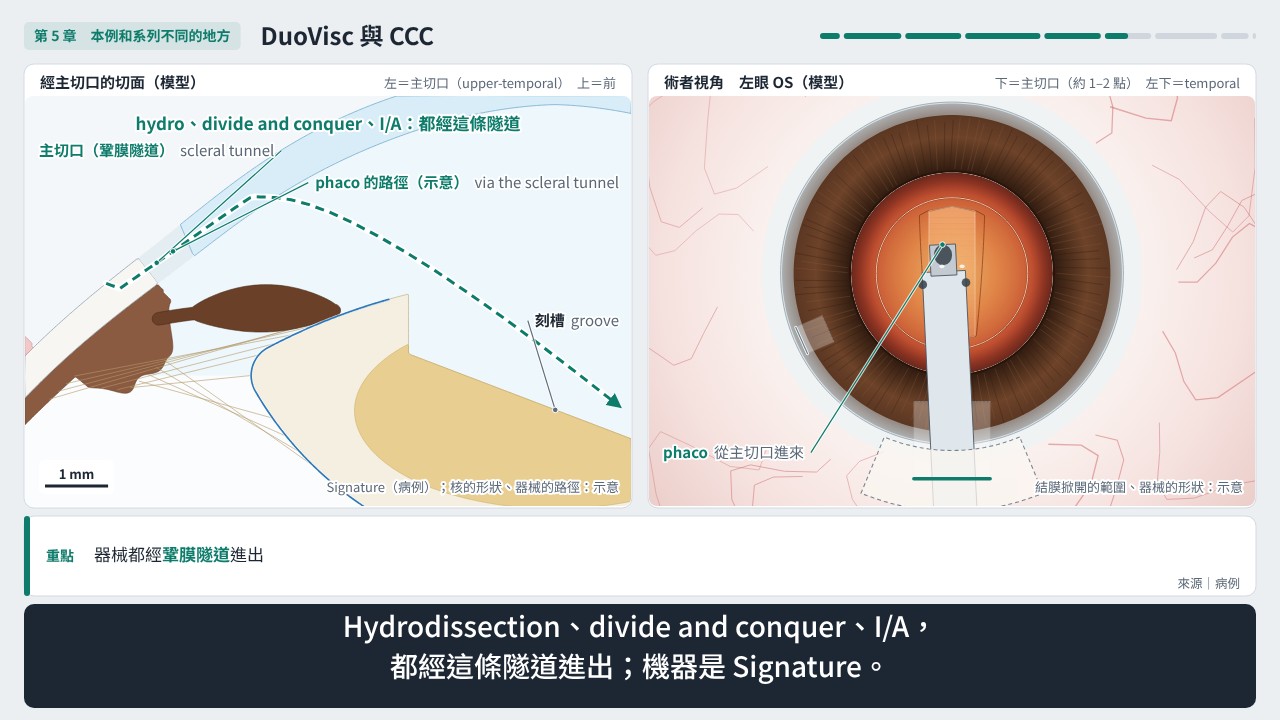 第 5 章　本例和系列不同的地方
DuoVisc 與 CCC
經主切口的切面（模型）
左＝主切口（upper-temporal）　上＝前
hydro、divide and conquer、I/A：都經這條隧道
主切口（鞏膜隧道） scleral tunnel
phaco 的路徑（示意） via the scleral tunnel
刻槽 groove
1 mm
Signature（病例）；核的形狀、器械的路徑：示意
術者視角　左眼 OS（模型）
下＝主切口（約 1–2 點）　左下＝temporal
phaco 從主切口進來
結膜掀開的範圍、器械的形狀：示意
重點　器械都經鞏膜隧道進出
來源｜病例
Hydrodissection、divide and conquer、I/A，
都經這條隧道進出；機器是 Signature。